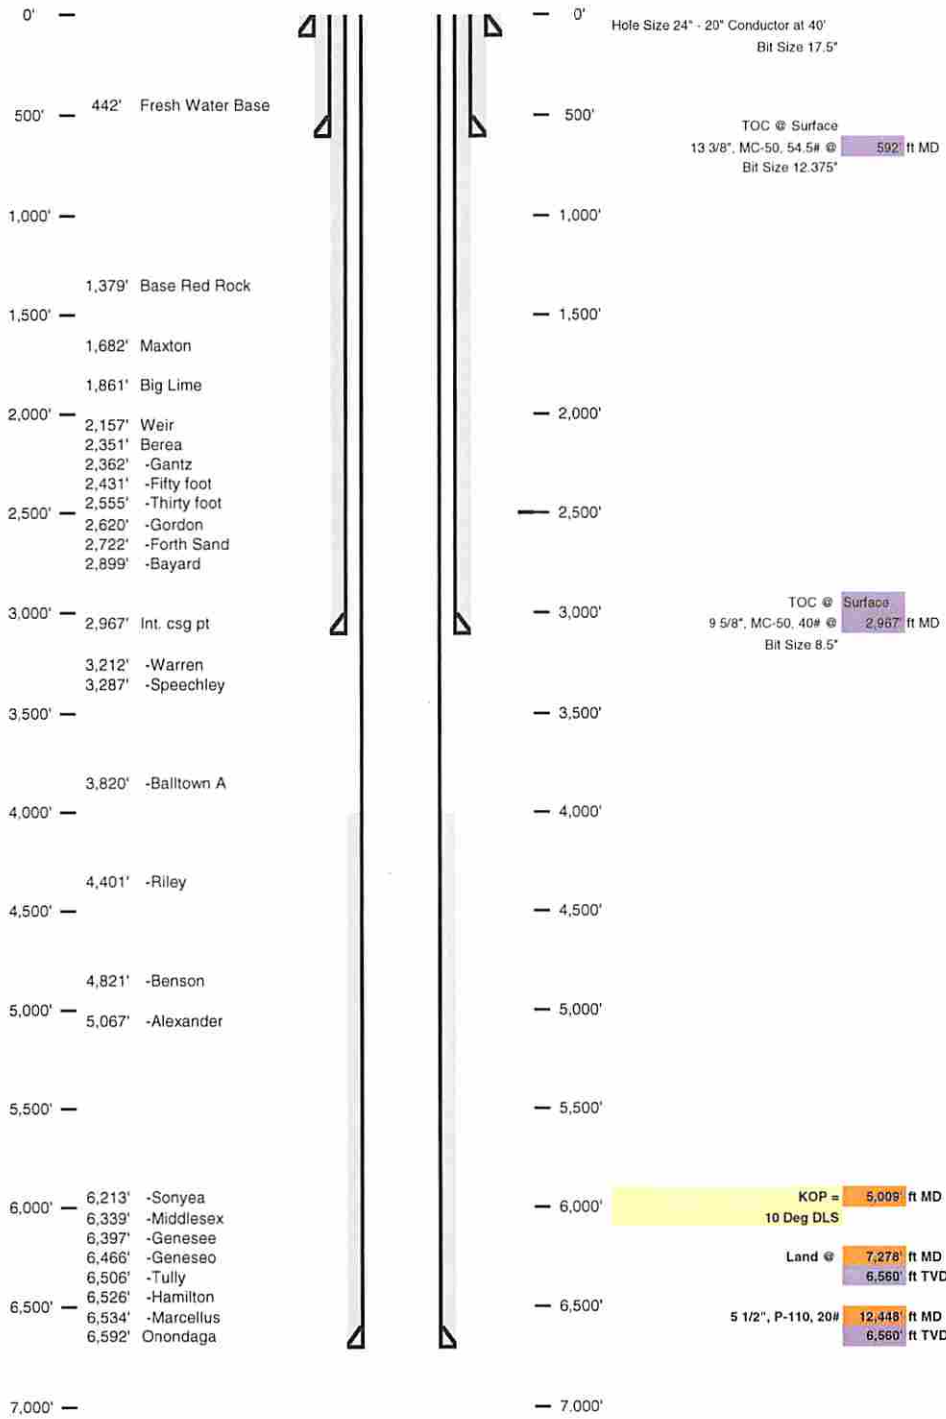 0' — — 0'
Hole Size 24" - 20" Conductor at 40'
Bit Size 17.5"
442' Fresh Water Base
500' — — 500'
TOC @ Surface
13 3/8", MC-50, 54.5# @ 592' ft MD
Bit Size 12.375"
1,000' — — 1,000'
1,379' Base Red Rock
1,500' — — 1,500'
1,682' Maxton
1,861' Big Lime
2,000' — — 2,000'
2,157' Weir
2,351' Berea
2,362' -Gantz
2,431' -Fifty foot
2,555' -Thirty foot
2,500' — — 2,500'
2,620' -Gordon
2,722' -Forth Sand
2,899' -Bayard
TOC @ Surface
3,000' — — 3,000'
2,967' Int. csg pt
9 5/8", MC-50, 40# @ 2,967' ft MD
Bit Size 8.5"
3,212' -Warren
3,287' -Speechley
3,500' — — 3,500'
3,820' -Balltown A
4,000' — — 4,000'
4,401' -Riley
4,500' — — 4,500'
4,821' -Benson
5,000' — — 5,000'
5,067' -Alexander
5,500' — — 5,500'
6,213' -Sonyea
KOP = 5,009' ft MD
6,000' — — 6,000'
6,339' -Middlesex
10 Deg DLS
6,397' -Genesee
6,466' -Geneseo
Land @ 7,278' ft MD
6,506' -Tully
6,560' ft TVD
6,526' -Hamilton
6,500' — — 6,500'
6,534' -Marcellus
5 1/2", P-110, 20# 12,448' ft MD
6,592' Onondaga
6,560' ft TVD
7,000' — — 7,000'